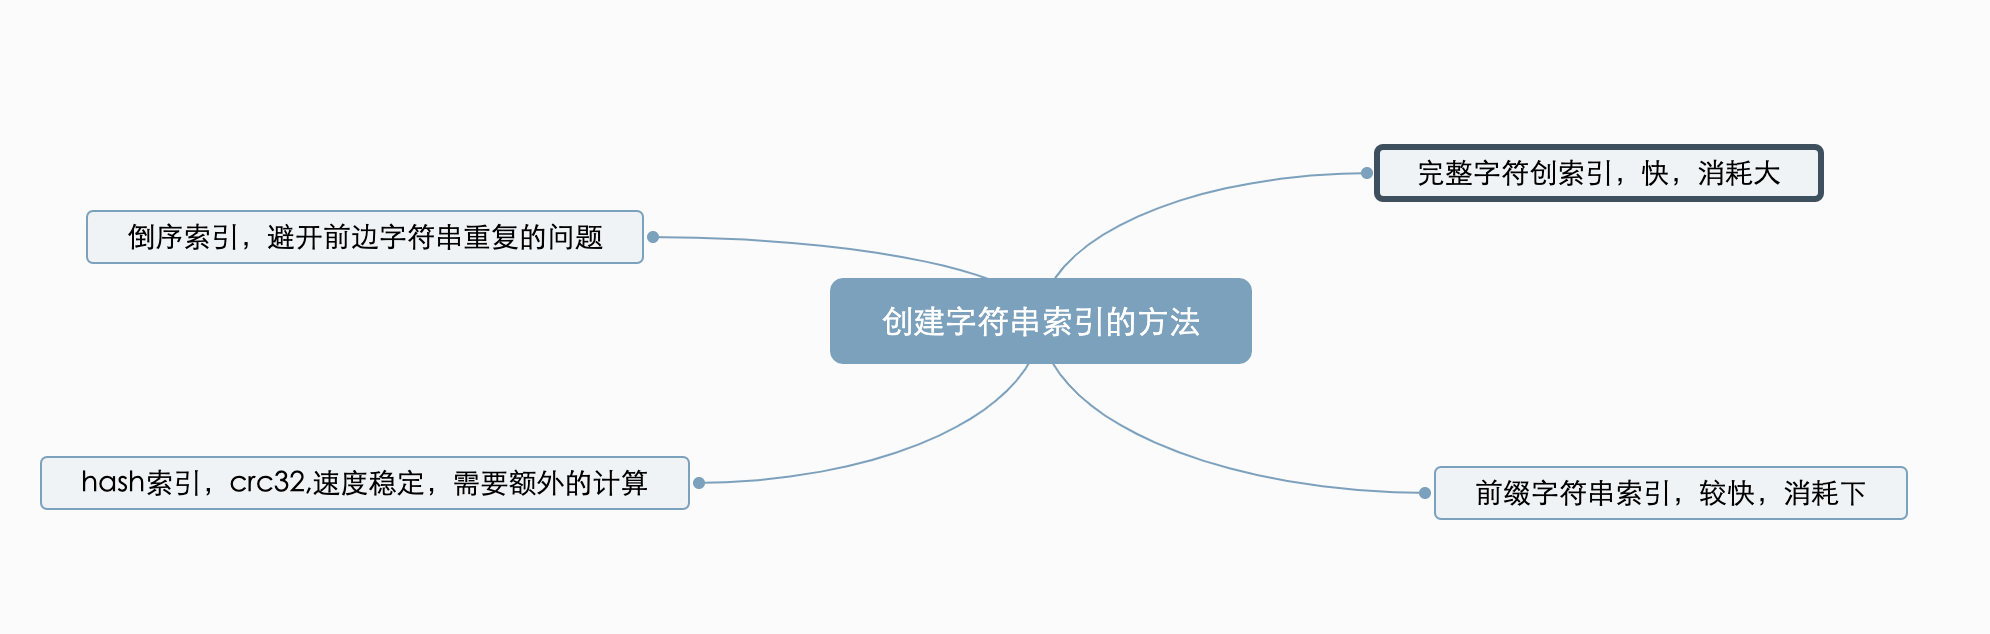 完整字符创索引，快，消耗大
倒序索引，避开前边字符串重复的问题
创建字符串索引的方法
hash索引，crc32,速度稳定，需要额外的计算
前缀字符串索引，较快，消耗下